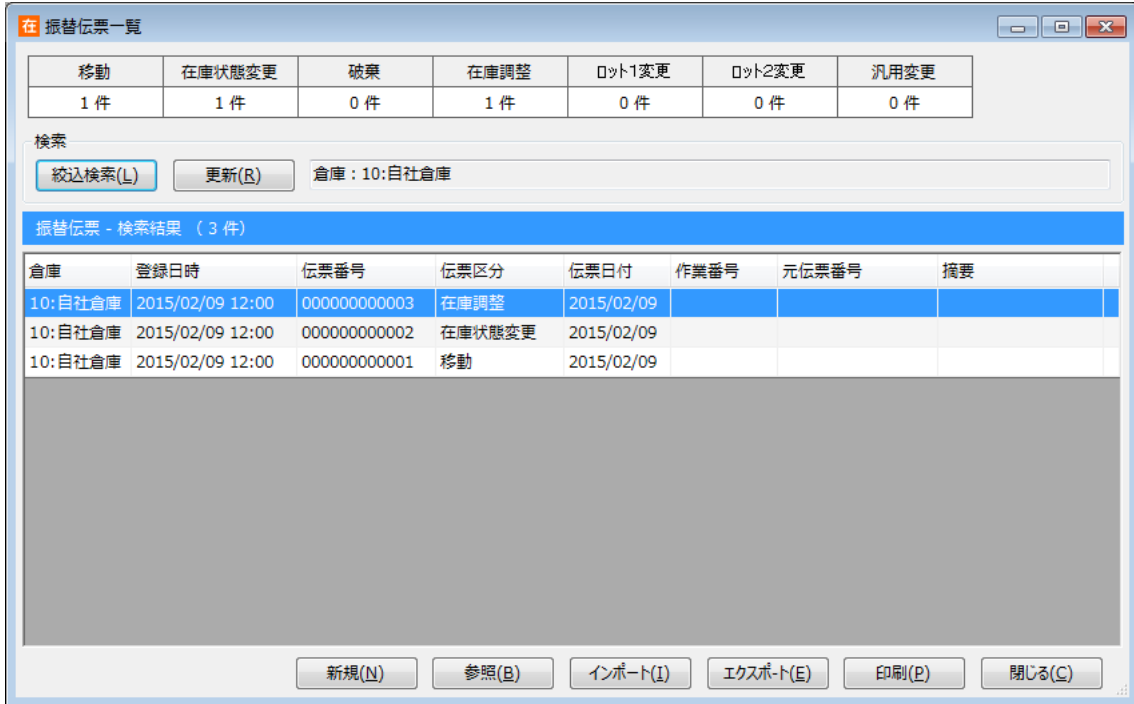 在 振替伝票一覧
移動 在庫状態変更 破棄 在庫調整 ロット1変更 ロット2変更 汎用変更
1 件 1 件 0 件 1 件 0 件 0 件 0 件
検索
絞込検索(L) 更新(R) 倉庫：10:自社倉庫
振替伝票 - 検索結果 （ 3 件）
倉庫 登録日時 伝票番号 伝票区分 伝票日付 作業番号 元伝票番号 摘要
10:自社倉庫 2015/02/09 12:00 000000000003 在庫調整 2015/02/09
10:自社倉庫 2015/02/09 12:00 000000000002 在庫状態変更 2015/02/09
10:自社倉庫 2015/02/09 12:00 000000000001 移動 2015/02/09
新規(N) 参照(B) インポート(I) エクスポート(E) 印刷(P) 閉じる(C)